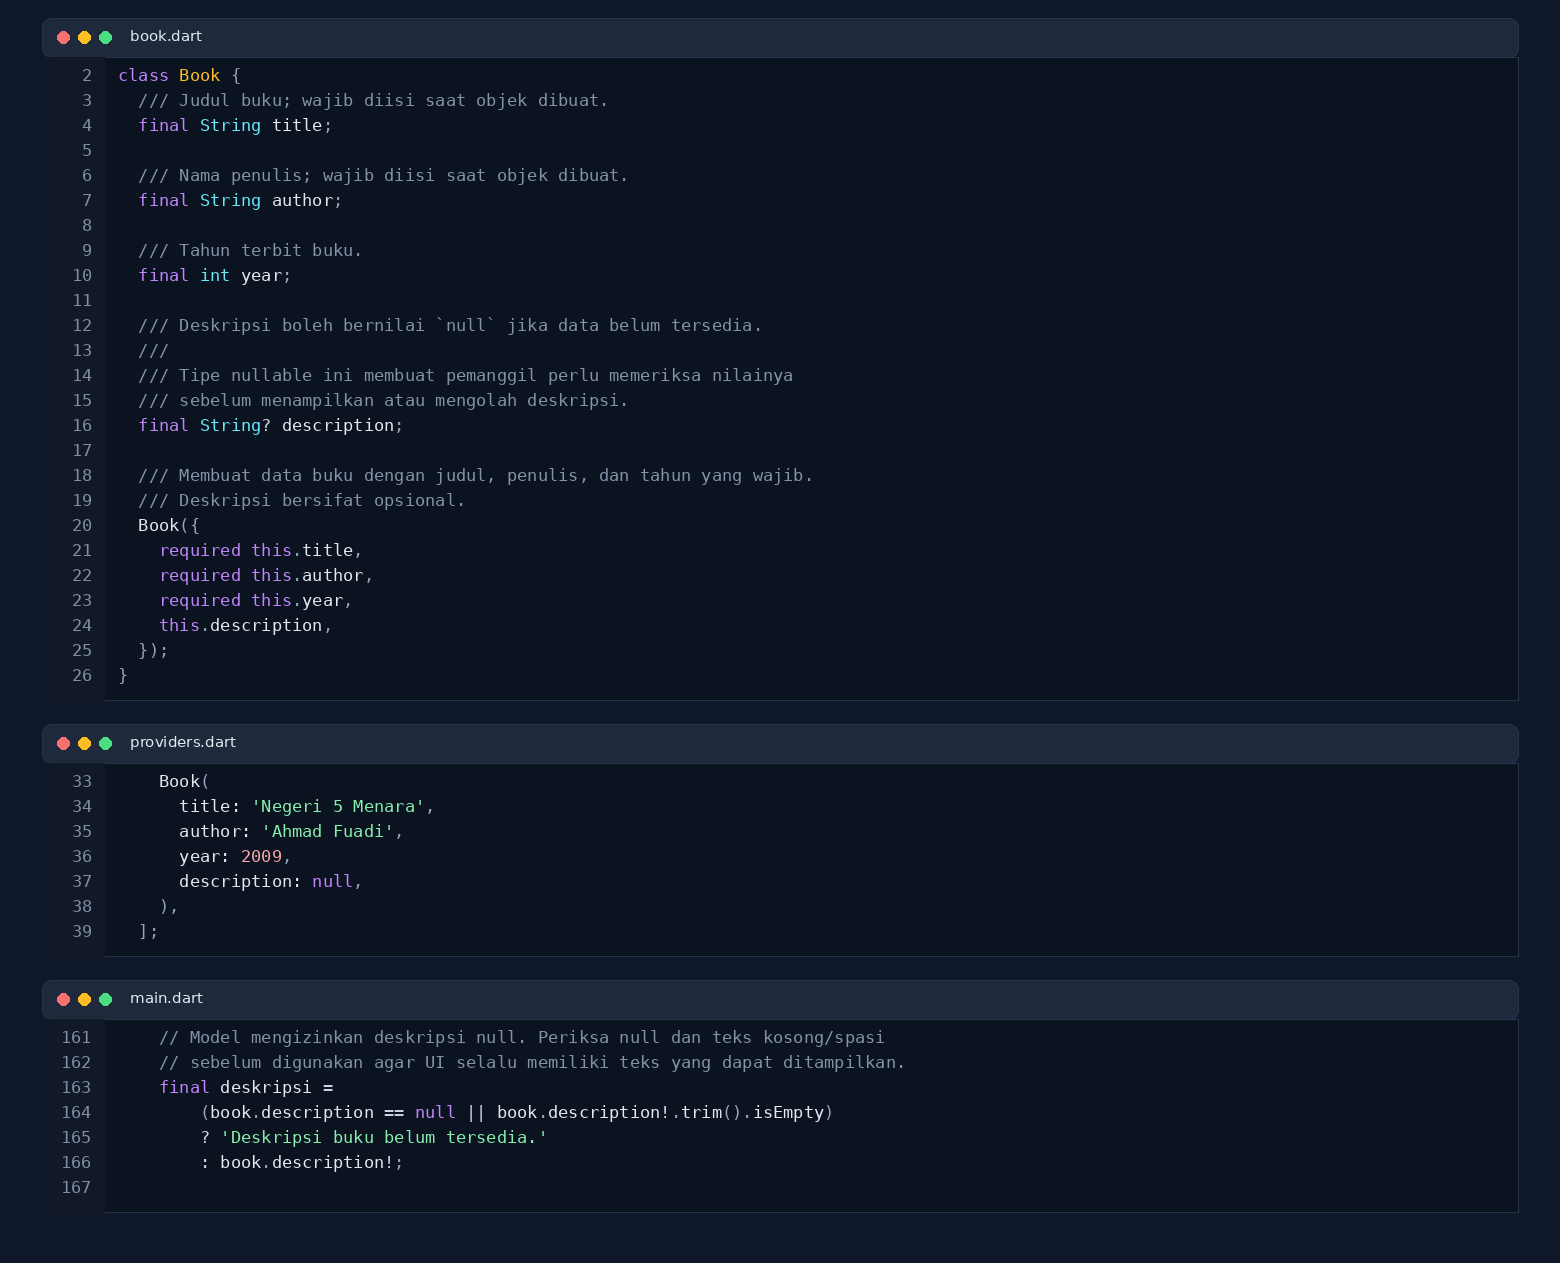 book.dart
2 class Book {
3   /// Judul buku; wajib diisi saat objek dibuat.
4   final String title;
5
6   /// Nama penulis; wajib diisi saat objek dibuat.
7   final String author;
8
9   /// Tahun terbit buku.
10   final int year;
11
12   /// Deskripsi boleh bernilai `null` jika data belum tersedia.
13   ///
14   /// Tipe nullable ini membuat pemanggil perlu memeriksa nilainya
15   /// sebelum menampilkan atau mengolah deskripsi.
16   final String? description;
17
18   /// Membuat data buku dengan judul, penulis, dan tahun yang wajib.
19   /// Deskripsi bersifat opsional.
20   Book({
21     required this.title,
22     required this.author,
23     required this.year,
24     this.description,
25   });
26 }
providers.dart
33     Book(
34       title: 'Negeri 5 Menara',
35       author: 'Ahmad Fuadi',
36       year: 2009,
37       description: null,
38     ),
39   ];
main.dart
161     // Model mengizinkan deskripsi null. Periksa null dan teks kosong/spasi
162     // sebelum digunakan agar UI selalu memiliki teks yang dapat ditampilkan.
163     final deskripsi =
164         (book.description == null || book.description!.trim().isEmpty)
165         ? 'Deskripsi buku belum tersedia.'
166         : book.description!;
167